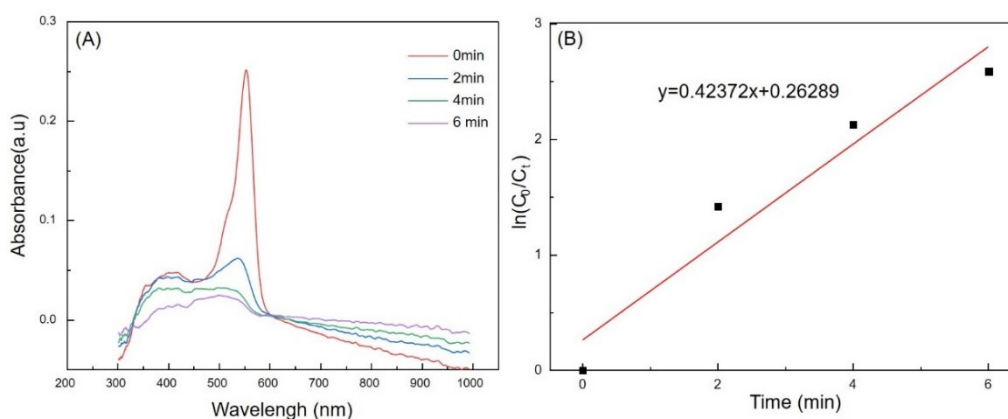 (A)
0min
2min
4min
6 min
0.3
0.2
0.1
0.0
Absorbance(a.u)
200 300 400 500 600 700 800 900 1000
Wavelengh (nm)
(B)
y=0.42372x+0.26289
3
2
1
0
ln(C₀/Cₜ)
0 2 4 6
Time (min)